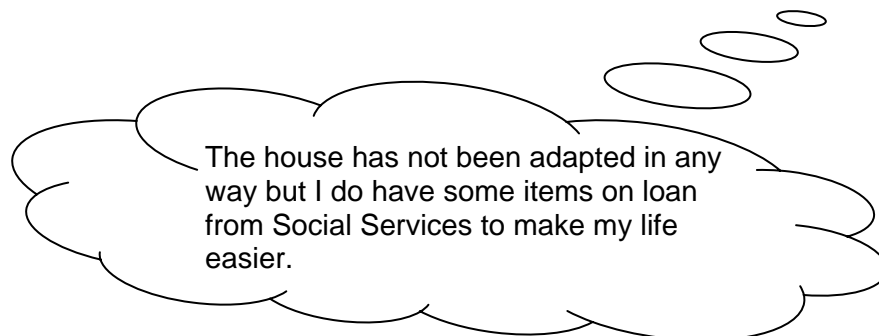 The house has not been adapted in any
way but I do have some items on loan
from Social Services to make my life
easier.